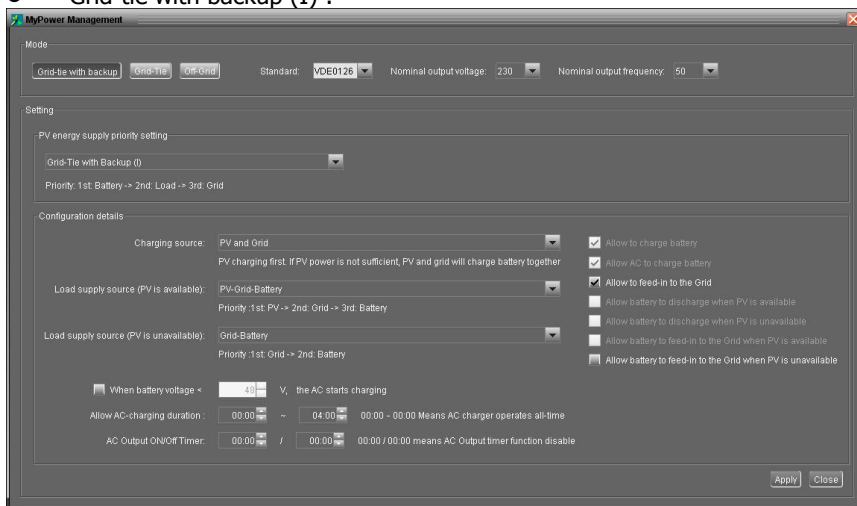 Grid-tie with backup (I) :
MyPower Management
Mode
Grid-tie with backup Grid-Tie Off-Grid Standard: VDE0126 Nominal output voltage: 230 Nominal output frequency: 50
Setting
PV energy supply priority setting
Grid-Tie with Backup (I)
Priority: 1st: Battery -> 2nd: Load -> 3rd: Grid
Configuration details
Charging source: PV and Grid
PV charging first. If PV power is not sufficient, PV and grid will charge battery together
Load supply source (PV is available): PV-Grid-Battery
Priority :1st: PV -> 2nd: Grid -> 3rd: Battery
Load supply source (PV is unavailable): Grid-Battery
Priority :1st: Grid -> 2nd: Battery
Allow to charge battery
Allow AC to charge battery
Allow to feed-in to the Grid
Allow battery to discharge when PV is available
Allow battery to discharge when PV is unavailable
Allow battery to feed-in to the Grid when PV is available
Allow battery to feed-in to the Grid when PV is unavailable
When battery voltage < 48 V, the AC starts charging
Allow AC-charging duration : 00:00 ~ 04:00 00:00 - 00:00 Means AC charger operates all-time
AC Output ON/Off Timer: 00:00 / 00:00 00:00 / 00:00 means AC Output timer function disable
Apply Close